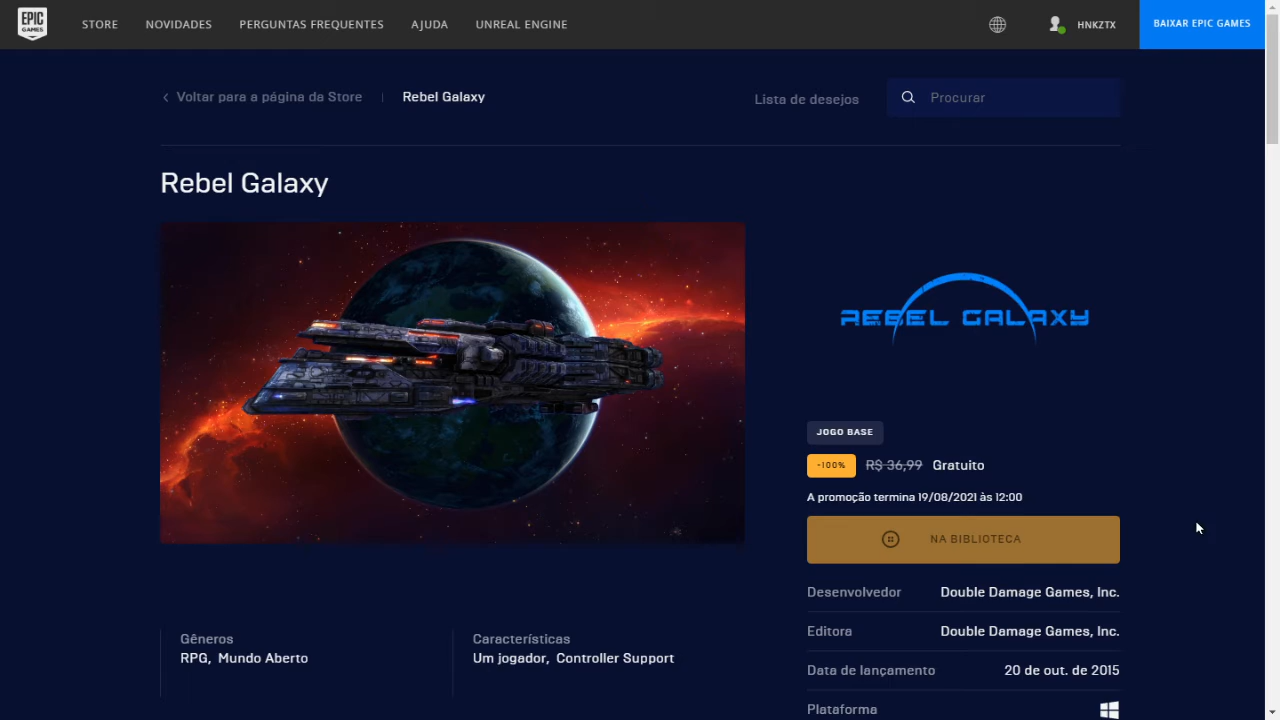 EPIC
GAMES
STORE NOVIDADES PERGUNTAS FREQUENTES AJUDA UNREAL ENGINE HNKZTX BAIXAR EPIC GAMES
Voltar para a página da Store Rebel Galaxy Lista de desejos Procurar
Rebel Galaxy
REBEL GALAXY
JOGO BASE
-100% R$ 36,99 Gratuito
A promoção termina 19/08/2021 às 12:00
NA BIBLIOTECA
Desenvolvedor Double Damage Games, Inc.
Editora Double Damage Games, Inc.
Data de lançamento 20 de out. de 2015
Plataforma
Gêneros
RPG, Mundo Aberto
Características
Um jogador, Controller Support